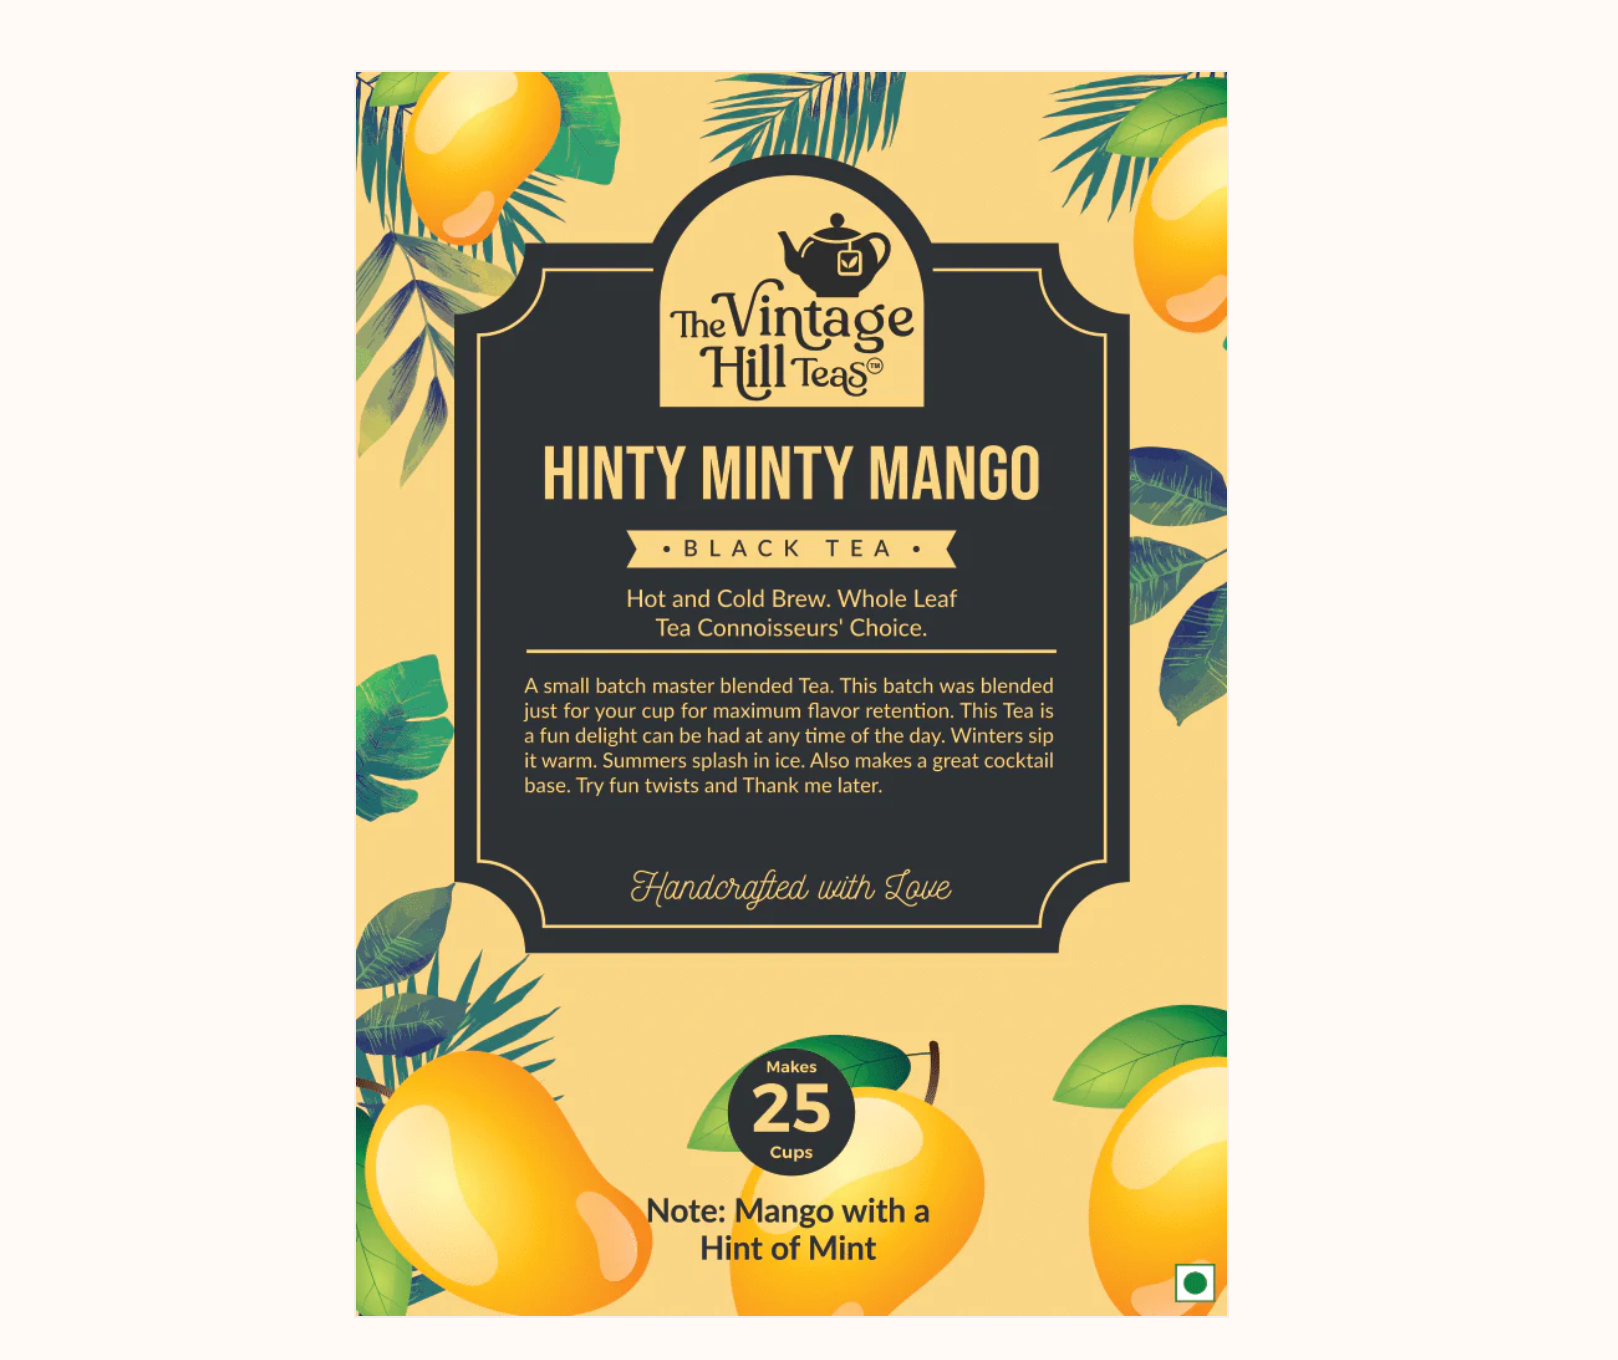 The Vintage
Hill Teas™
HINTY MINTY MANGO
• BLACK TEA •
Hot and Cold Brew. Whole Leaf
Tea Connoisseurs' Choice.
A small batch master blended Tea. This batch was blended
just for your cup for maximum flavor retention. This Tea is
a fun delight can be had at any time of the day. Winters sip
it warm. Summers splash in ice. Also makes a great cocktail
base. Try fun twists and Thank me later.
Handcrafted with Love
Makes
25
Cups
Note: Mango with a
Hint of Mint